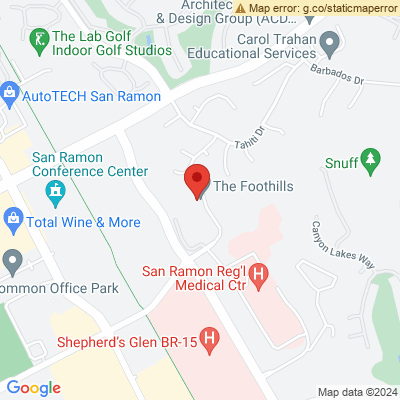 Map error: g.co/staticmaperror
Architec
& Design Group (ACD...
The Lab Golf
Indoor Golf Studios
Carol Trahan
Educational Services
Barbados Dr
AutoTECH San Ramon
Tahiti Dr
San Ramon
Conference Center
Snuff
The Foothills
Total Wine & More
Canyon Lakes Way
San Ramon Reg'l
Medical Ctr
H
ommon Office Park
Shepherd's Glen BR-15
H
Google
Map data ©2024